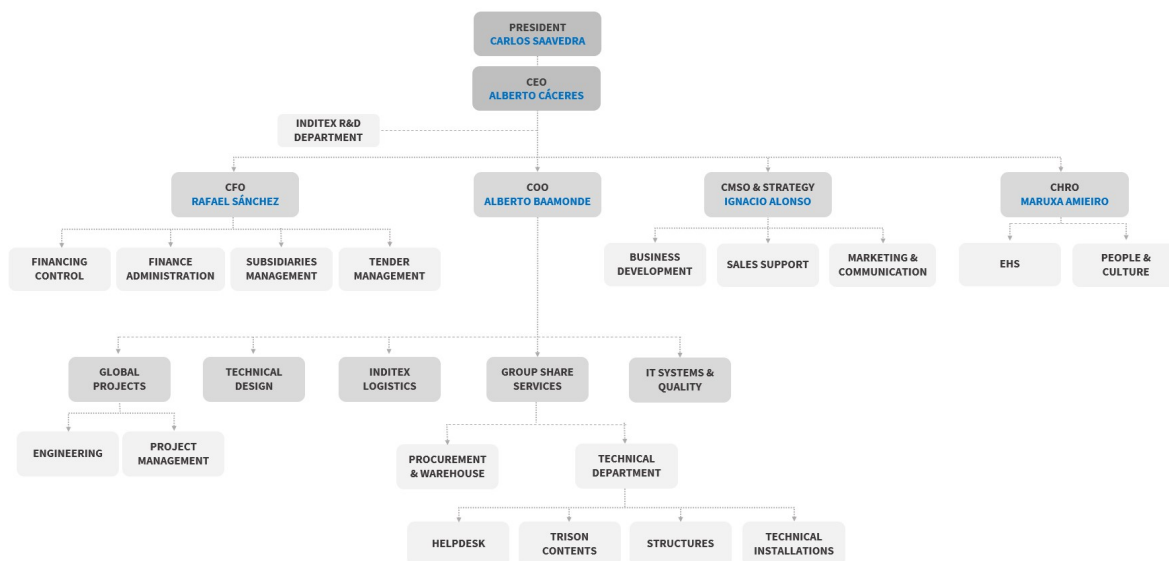 PRESIDENT
CARLOS SAAVEDRA
CEO
ALBERTO CÁCERES
INDITEX R&D
DEPARTMENT
CFO
RAFAEL SÁNCHEZ
COO
ALBERTO BAAMONDE
CMSO & STRATEGY
IGNACIO ALONSO
CHRO
MARUXA AMIEIRO
FINANCING
CONTROL
FINANCE
ADMINISTRATION
SUBSIDIARIES
MANAGEMENT
TENDER
MANAGEMENT
BUSINESS
DEVELOPMENT
SALES SUPPORT
MARKETING &
COMMUNICATION
EHS
PEOPLE &
CULTURE
GLOBAL
PROJECTS
TECHNICAL
DESIGN
INDITEX
LOGISTICS
GROUP SHARE
SERVICES
IT SYSTEMS &
QUALITY
ENGINEERING
PROJECT
MANAGEMENT
PROCUREMENT
& WAREHOUSE
TECHNICAL
DEPARTMENT
HELPDESK
TRISON
CONTENTS
STRUCTURES
TECHNICAL
INSTALLATIONS